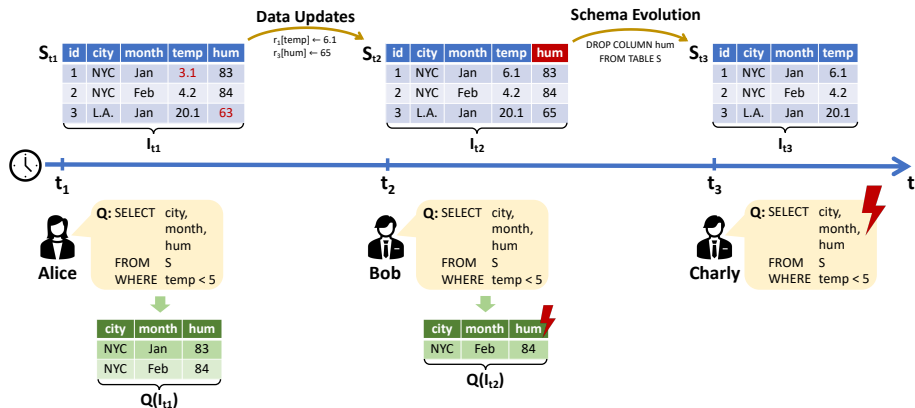 Data Updates
Schema Evolution
r1[temp] ← 6.1
r3[hum] ← 65
DROP COLUMN hum
FROM TABLE S
St1
id city month temp hum
1 NYC Jan 3.1 83
2 NYC Feb 4.2 84
3 L.A. Jan 20.1 63
It1
St2
id city month temp hum
1 NYC Jan 6.1 83
2 NYC Feb 4.2 84
3 L.A. Jan 20.1 65
It2
St3
id city month temp
1 NYC Jan 6.1
2 NYC Feb 4.2
3 L.A. Jan 20.1
It3
t1 t2 t3 t
Alice
Q: SELECT city,
month,
hum
FROM S
WHERE temp < 5
Bob
Q: SELECT city,
month,
hum
FROM S
WHERE temp < 5
Charly
Q: SELECT city,
month,
hum
FROM S
WHERE temp < 5
city month hum
NYC Jan 83
NYC Feb 84
Q(It1)
city month hum
NYC Feb 84
Q(It2)